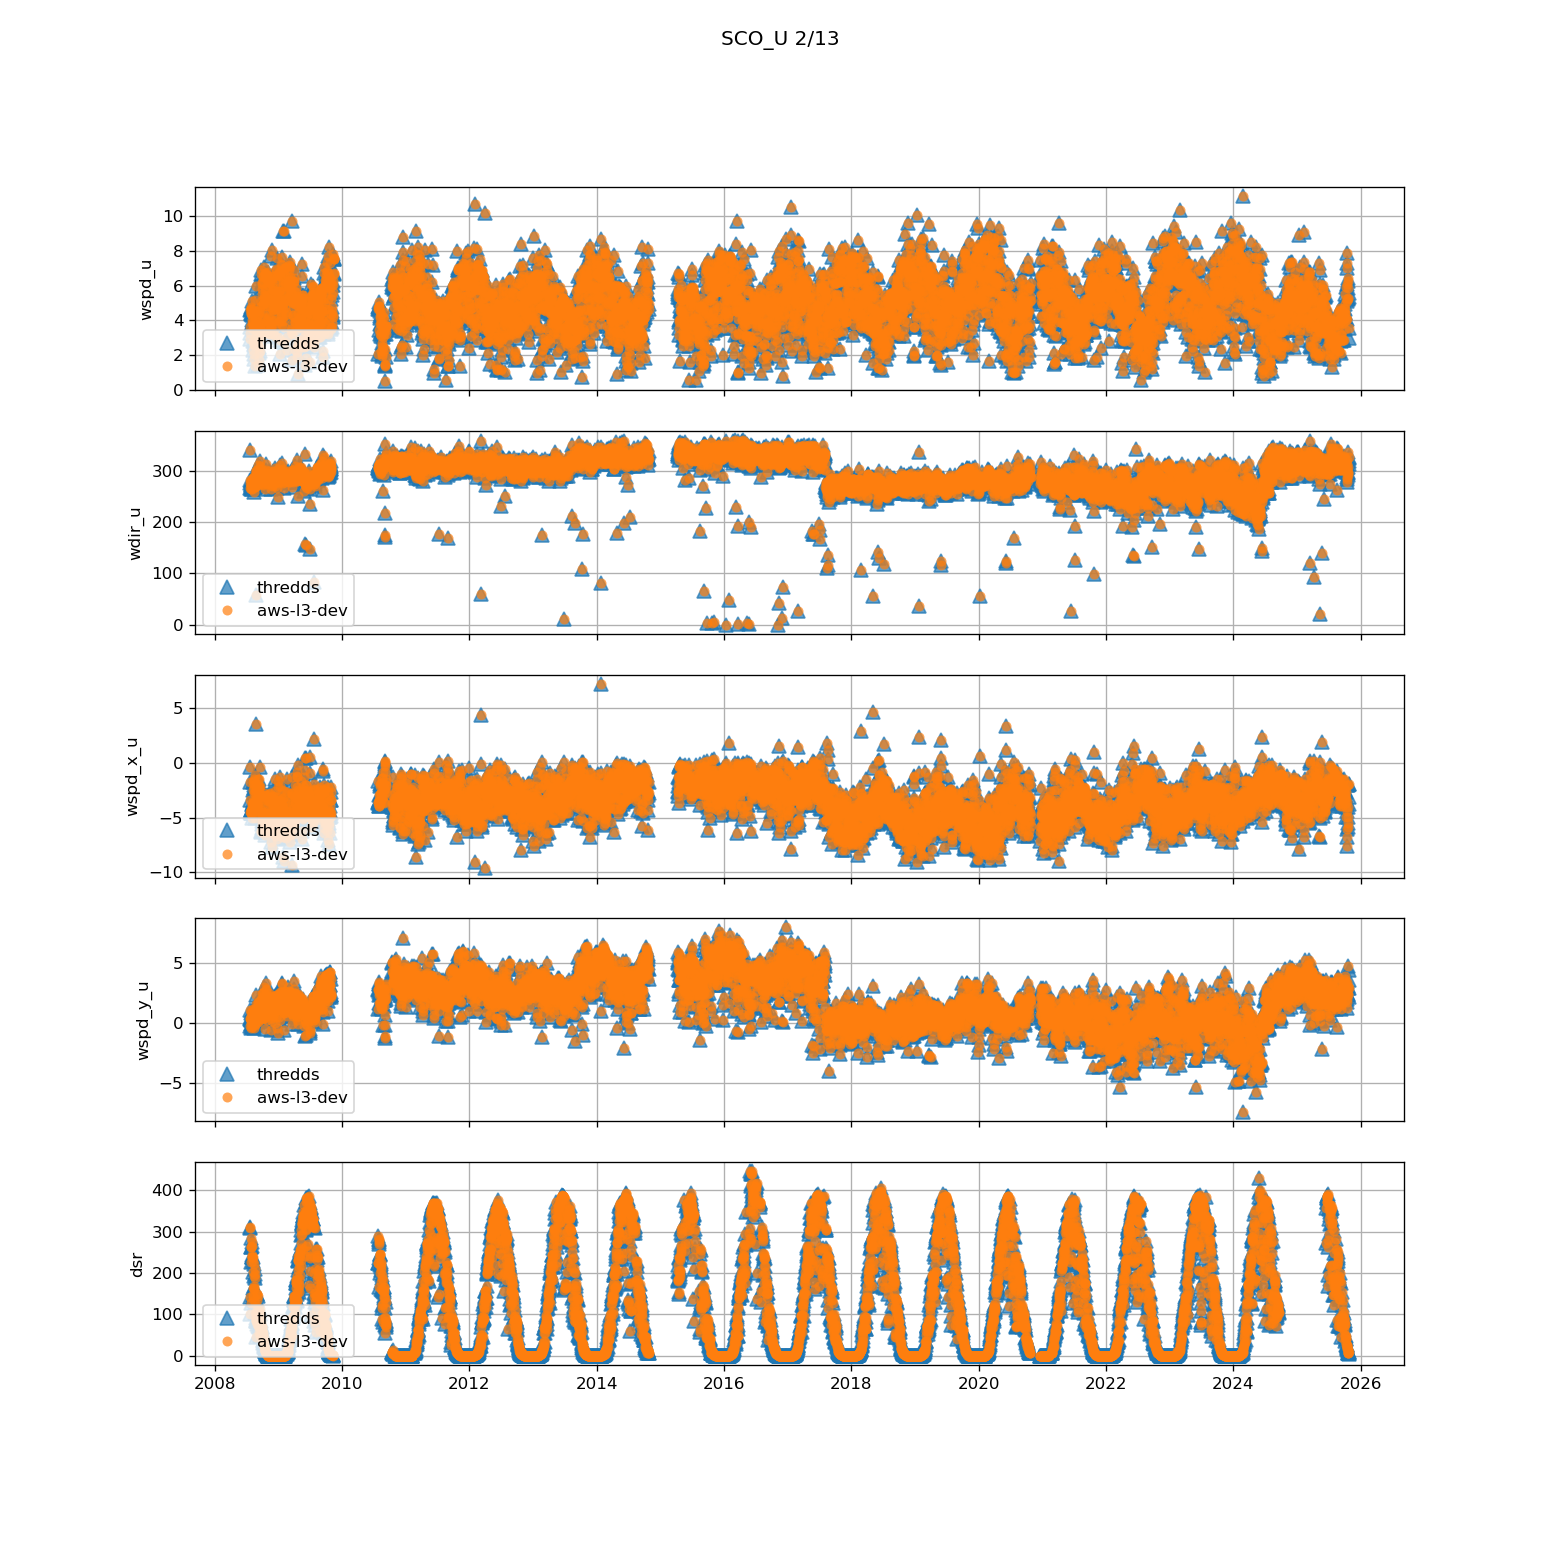 SCO_U 2/13
10
8
6
4
2
0
wspd_u
thredds
aws-l3-dev
300
200
100
0
wdir_u
thredds
aws-l3-dev
5
0
−5
−10
wspd_x_u
thredds
aws-l3-dev
5
0
−5
wspd_y_u
thredds
aws-l3-dev
400
300
200
100
0
dsr
thredds
aws-l3-dev
2008 2010 2012 2014 2016 2018 2020 2022 2024 2026